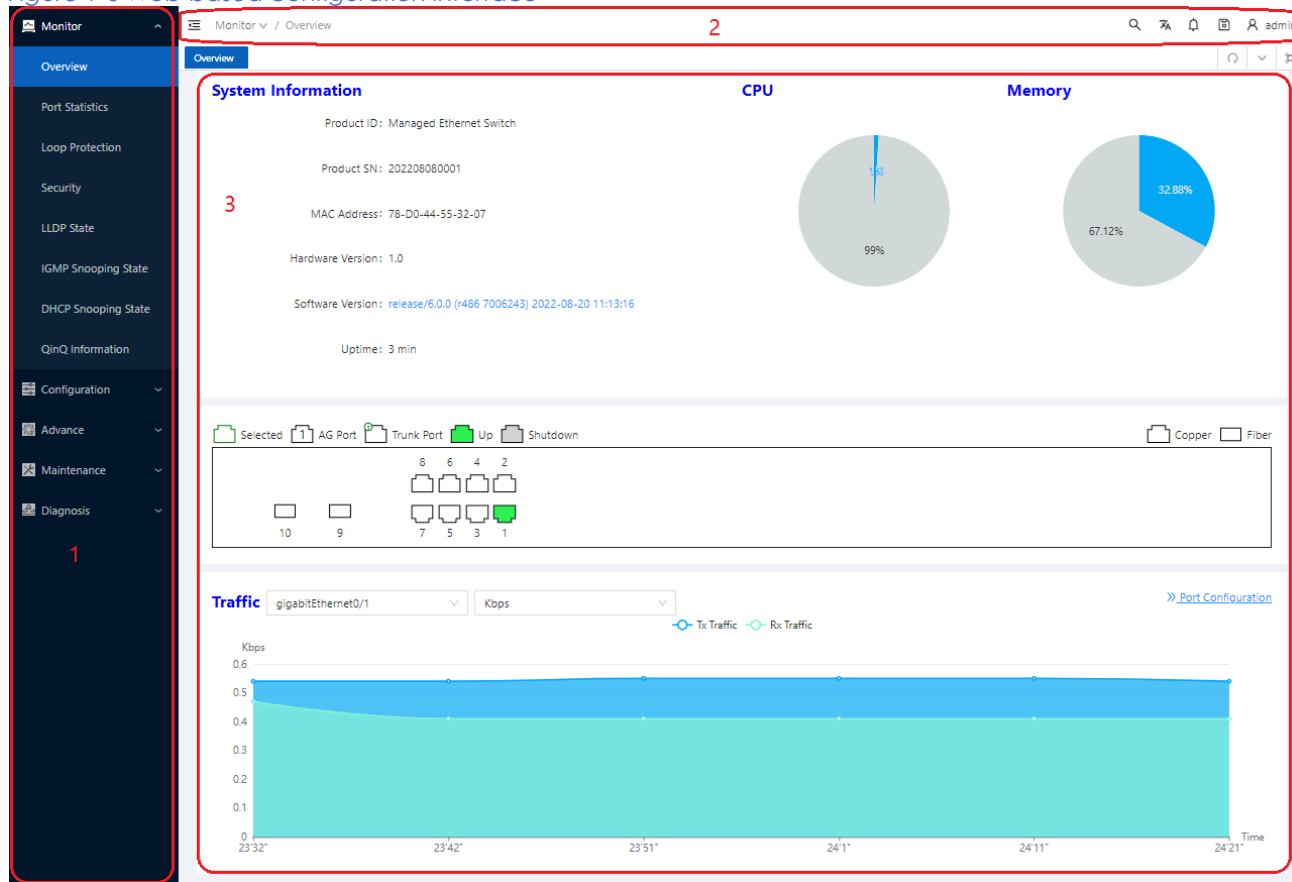 Monitor
Overview
Port Statistics
Loop Protection
Security
LLDP State
IGMP Snooping State
DHCP Snooping State
QinQ Information
Configuration
Advance
Maintenance
Diagnosis
1
Monitor / Overview
2
admin
Overview
System Information
CPU
Memory
Product ID: Managed Ethernet Switch
Product SN: 202208080001
3
MAC Address: 78-D0-44-55-32-07
Hardware Version: 1.0
Software Version: release/6.0.0 (r486 7006243) 2022-08-20 11:13:16
Uptime: 3 min
99%
32.88%
67.12%
Selected 1 AG Port Trunk Port Up Shutdown
Copper Fiber
8 6 4 2
10 9 7 5 3 1
Traffic gigabitEthernet0/1 Kbps
Port Configuration
Tx Traffic Rx Traffic
Kbps
0.6
0.5
0.4
0.3
0.2
0.1
0
Time
23'32" 23'42" 23'51" 24'1" 24'11" 24'21"